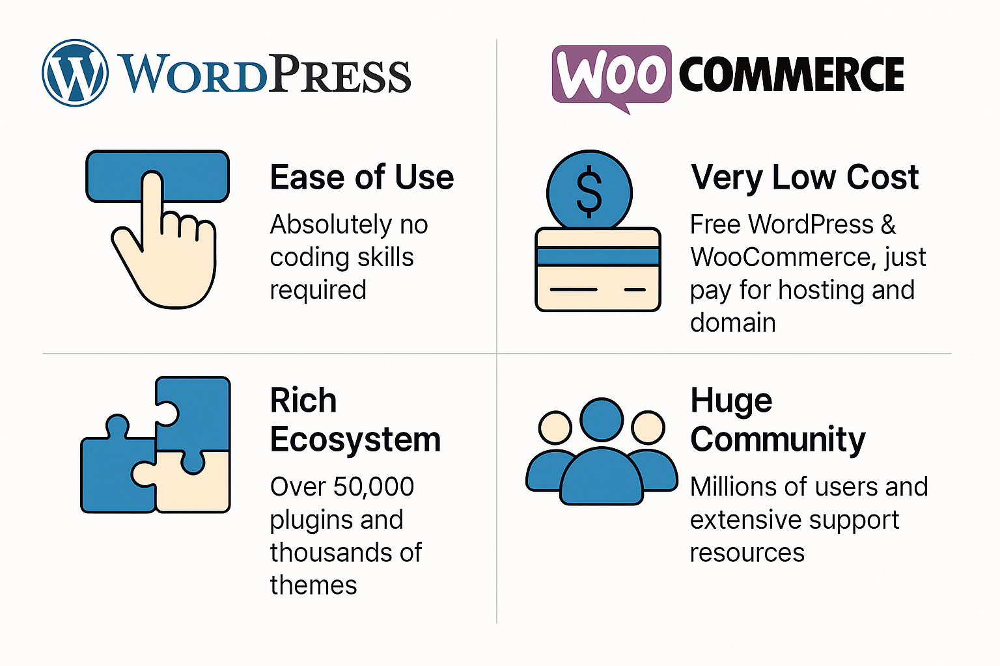 WORDPRESS
WOO COMMERCE
Ease of Use
Absolutely no
coding skills
required
$
Very Low Cost
Free WordPress &
WooCommerce, just
pay for hosting and
domain
Rich
Ecosystem
Over 50,000
plugins and
thousands of
themes
Huge
Community
Millions of users and
extensive support
resources